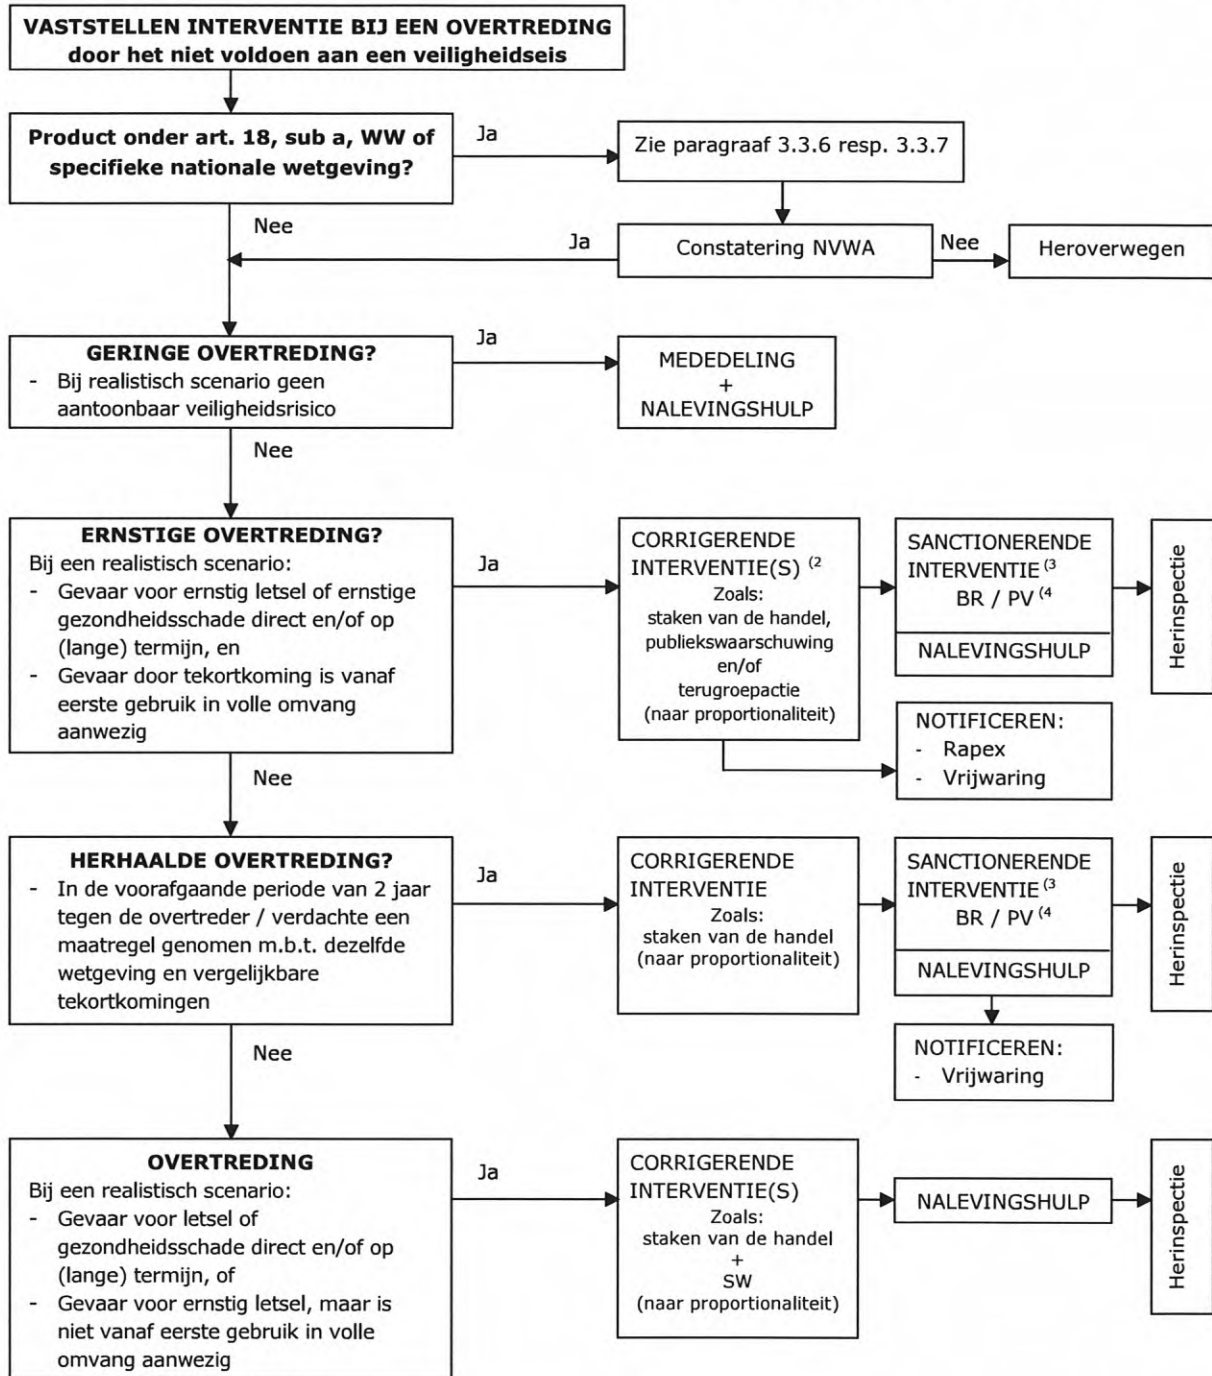 VASTSTELLEN INTERVENTIE BIJ EEN OVERTREDING
door het niet voldoen aan een veiligheidseis
Product onder art. 18, sub a, WW of
specifieke nationale wetgeving?
Ja
Zie paragraaf 3.3.6 resp. 3.3.7
Nee
Ja
Constatering NVWA
Nee
Heroverwegen
GERINGE OVERTREDING?
- Bij realistisch scenario geen
aantoonbaar veiligheidsrisico
Ja
MEDEDELING
+
NALEVINGSHULP
Nee
ERNSTIGE OVERTREDING?
Bij een realistisch scenario:
- Gevaar voor ernstig letsel of ernstige
gezondheidsschade direct en/of op
(lange) termijn, en
- Gevaar door tekortkoming is vanaf
eerste gebruik in volle omvang
aanwezig
Ja
CORRIGERENDE
INTERVENTIE(S) (2
Zoals:
staken van de handel,
publiekswaarschuwing
en/of
terugroepactie
(naar proportionaliteit)
SANCTIONERENDE
INTERVENTIE (3
BR / PV (4
NALEVINGSHULP
Herinspectie
NOTIFICEREN:
- Rapex
- Vrijwaring
Nee
HERHAALDE OVERTREDING?
- In de voorafgaande periode van 2 jaar
tegen de overtreder / verdachte een
maatregel genomen m.b.t. dezelfde
wetgeving en vergelijkbare
tekortkomingen
Ja
CORRIGERENDE
INTERVENTIE
Zoals:
staken van de handel
(naar proportionaliteit)
SANCTIONERENDE
INTERVENTIE (3
BR / PV (4
NALEVINGSHULP
Herinspectie
NOTIFICEREN:
- Vrijwaring
Nee
OVERTREDING
Bij een realistisch scenario:
- Gevaar voor letsel of
gezondheidsschade direct en/of op
(lange) termijn, of
- Gevaar voor ernstig letsel, maar is
niet vanaf eerste gebruik in volle
omvang aanwezig
Ja
CORRIGERENDE
INTERVENTIE(S)
Zoals:
staken van de handel
+
SW
(naar proportionaliteit)
NALEVINGSHULP
Herinspectie